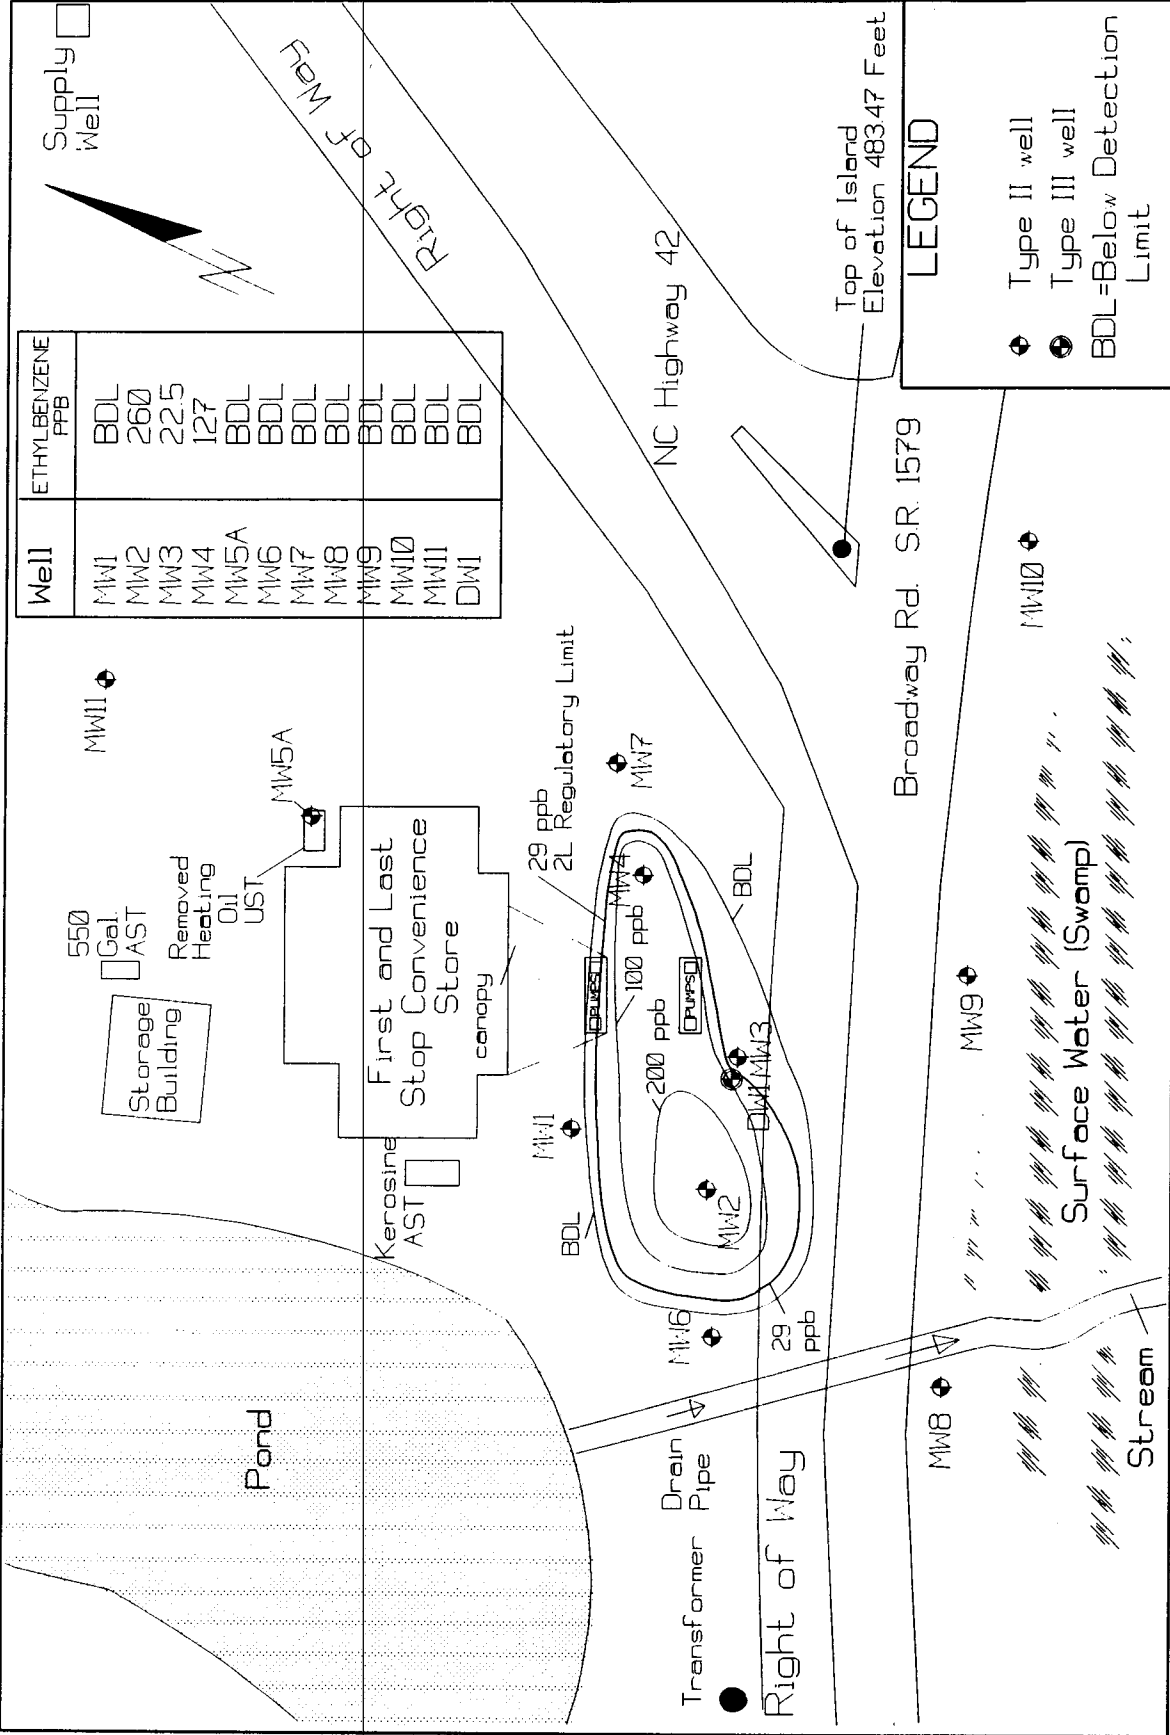 Supply
Well
Right of Way
N
Well ETHYLBENZENE
PPB
MW1 BDL
MW2 260
MW3 22.5
MW4 127
MW5A BDL
MW6 BDL
MW7 BDL
MW8 BDL
MW9 BDL
MW10 BDL
MW11 BDL
DW1 BDL
MW11
MW5A
550
Gal.
AST
Removed
Heating
Oil
UST
Storage
Building
First and Last
Stop Convenience
Store
canopy
Kerosine
AST
Pond
29 ppb
2L Regulatory Limit
MW7
MW4
100 ppb
PUMPS
PUMPS
200 ppb
MW1
BDL
BDL
DW1 MW3
MW2
29
ppb
MW6
Drain
Pipe
Transformer
Right of Way
NC Highway 42
Top of Island
Elevation 483.47 Feet
Broadway Rd. S.R. 1579
MW10
MW9
MW8
Surface Water (Swamp)
Stream
LEGEND
Type II well
Type III well
BDL=Below Detection
Limit